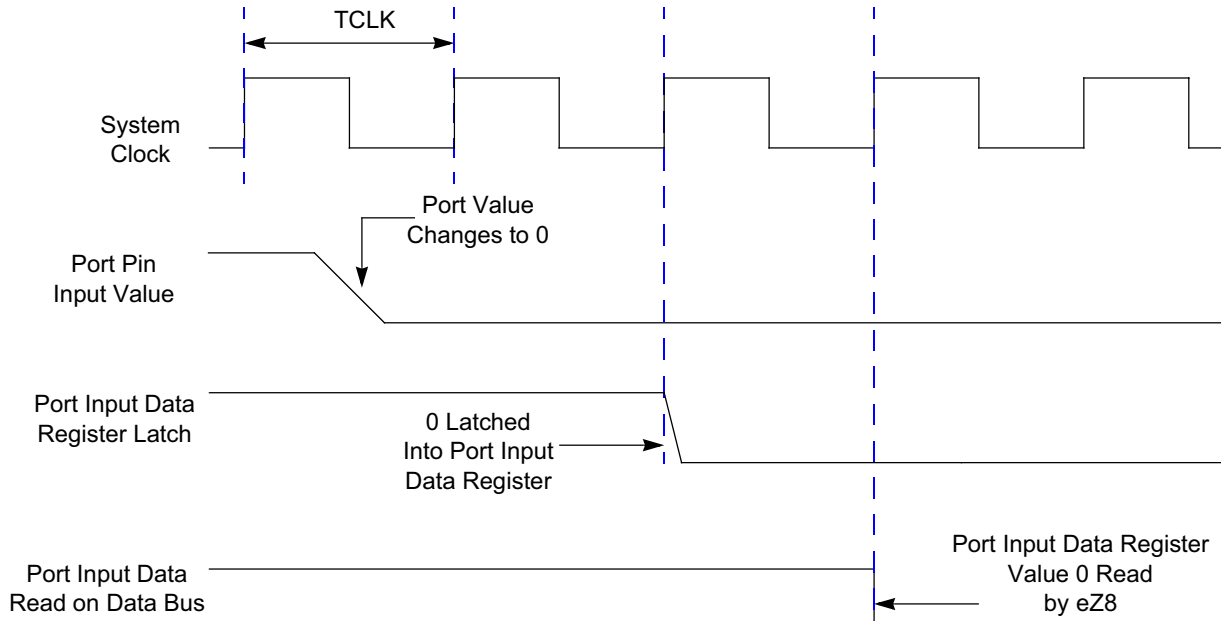 TCLK
System
Clock
Port Value
Changes to 0
Port Pin
Input Value
Port Input Data
Register Latch
0 Latched
Into Port Input
Data Register
Port Input Data
Read on Data Bus
Port Input Data Register
Value 0 Read
by eZ8